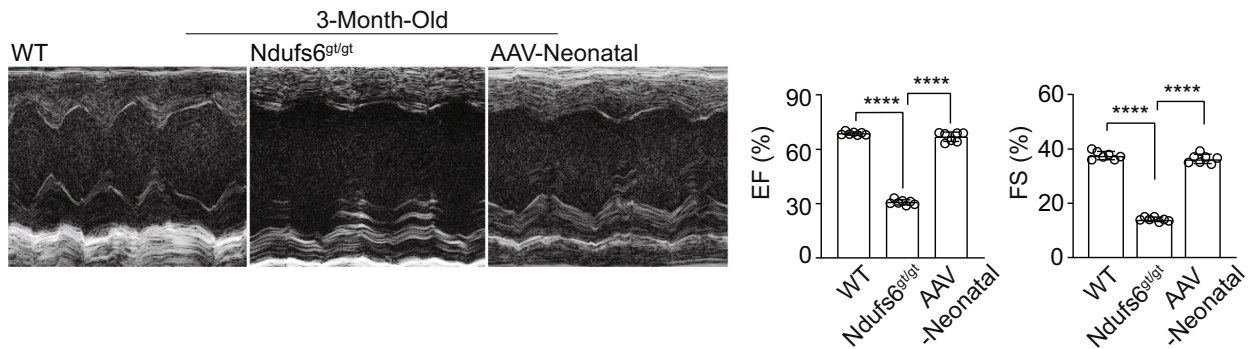 3-Month-Old
WT
Ndufs6gt/gt
AAV-Neonatal
EF (%)
90
60
30
0
****
****
WT
Ndufs6gt/gt
AAV
-Neonatal
FS (%)
60
40
20
0
****
****
WT
Ndufs6gt/gt
AAV
-Neonatal